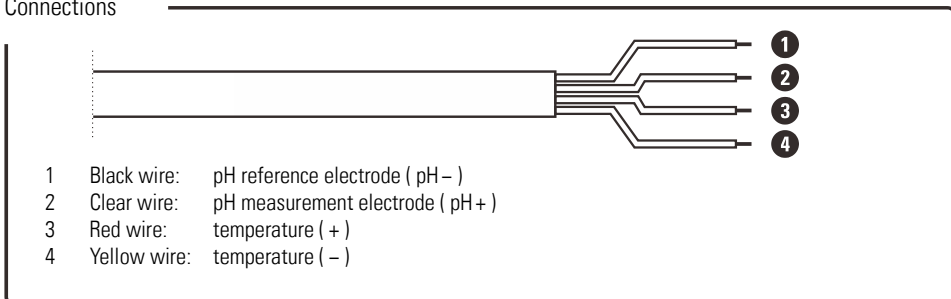 Connections
1
2
3
4
1 Black wire: pH reference electrode ( pH – )
2 Clear wire: pH measurement electrode ( pH + )
3 Red wire: temperature ( + )
4 Yellow wire: temperature ( – )